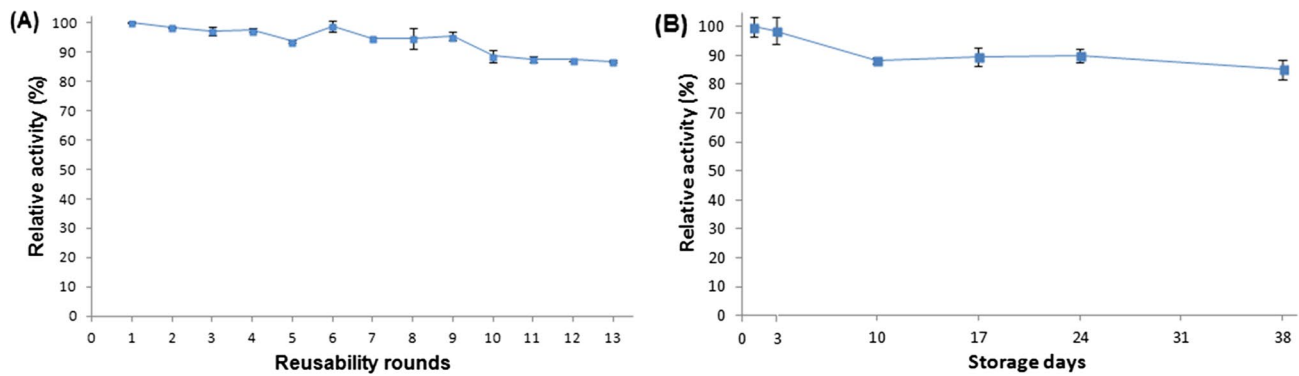 (A)
Relative activity (%)
100
90
80
70
60
50
40
30
20
10
0
0 1 2 3 4 5 6 7 8 9 10 11 12 13
Reusability rounds
(B)
Relative activity (%)
100
90
80
70
60
50
40
30
20
10
0
0 3 10 17 24 31 38
Storage days